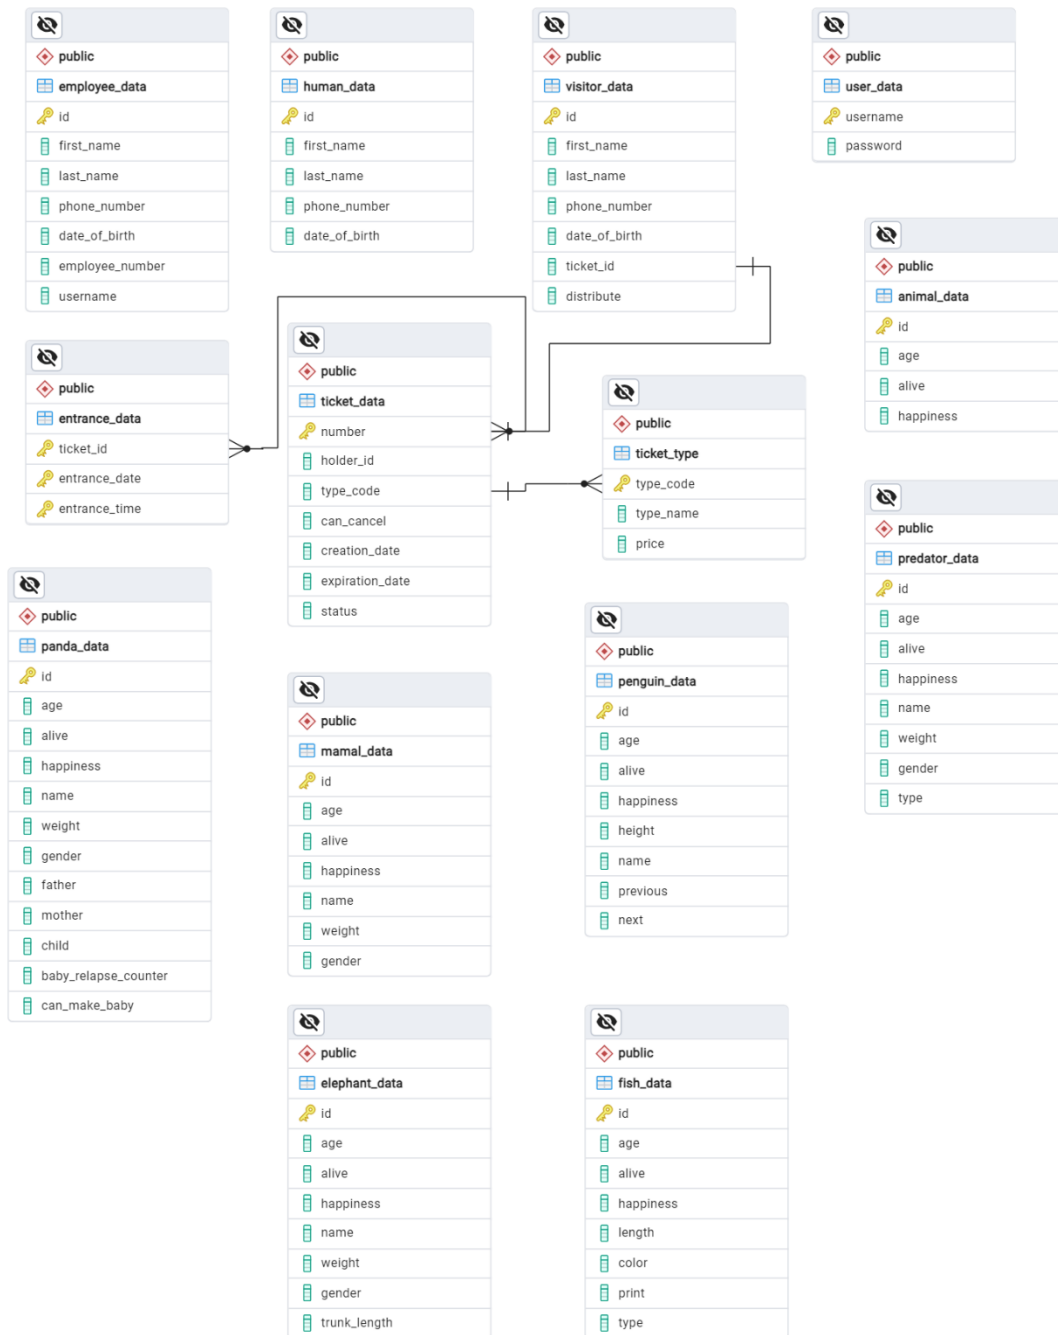 public
employee_data
id
first_name
last_name
phone_number
date_of_birth
employee_number
username
public
human_data
id
first_name
last_name
phone_number
date_of_birth
public
visitor_data
id
first_name
last_name
phone_number
date_of_birth
ticket_id
distribute
public
user_data
username
password
public
animal_data
id
age
alive
happiness
public
entrance_data
ticket_id
entrance_date
entrance_time
public
ticket_data
number
holder_id
type_code
can_cancel
creation_date
expiration_date
status
public
ticket_type
type_code
type_name
price
public
predator_data
id
age
alive
happiness
name
weight
gender
type
public
panda_data
id
age
alive
happiness
name
weight
gender
father
mother
child
baby_relapse_counter
can_make_baby
public
mamal_data
id
age
alive
happiness
name
weight
gender
public
penguin_data
id
age
alive
happiness
height
name
previous
next
public
elephant_data
id
age
alive
happiness
name
weight
gender
trunk_length
public
fish_data
id
age
alive
happiness
length
color
print
type